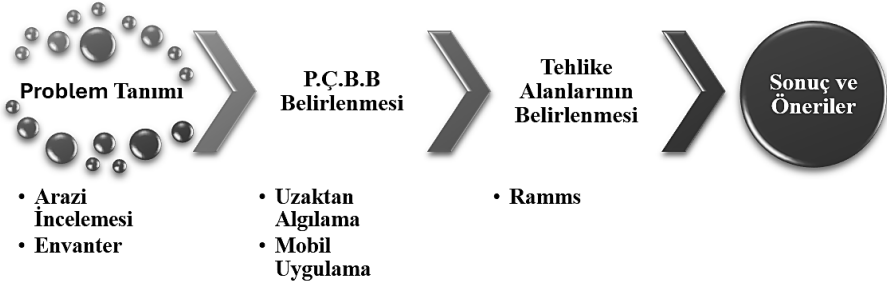 Problem Tanımı
• Arazi
İncelemesi
• Envanter
P.Ç.B.B
Belirlenmesi
• Uzaktan
Algılama
• Mobil
Uygulama
Tehlike
Alanlarının
Belirlenmesi
• Ramms
Sonuç ve
Öneriler